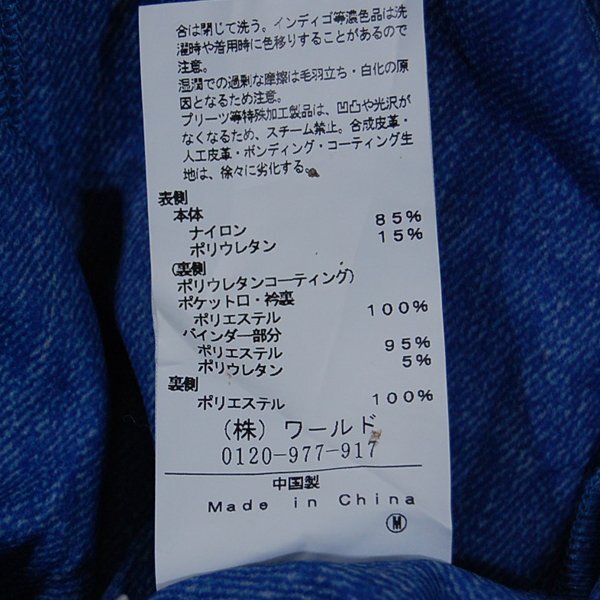 合は閉じて洗う。インディゴ等濃色品は洗
濯時や着用時に色移りすることがあるので
注意。
湿潤での過剰な摩擦は毛羽立ち・白化の原
因となるため注意。
プリーツ等特殊加工製品は、凹凸や光沢が
なくなるため、スチーム禁止。合成皮革・
人工皮革・ボンディング・コーティング生
地は、徐々に劣化する。
表側
本体
ナイロン 85%
ポリウレタン 15%
(裏側
ポリウレタンコーティング)
ポケット口・衿裏
ポリエステル 100%
バインダー部分
ポリエステル 95%
ポリウレタン 5%
裏側
ポリエステル 100%
(株) ワールド
0120-977-917
中国製
Made in China
M